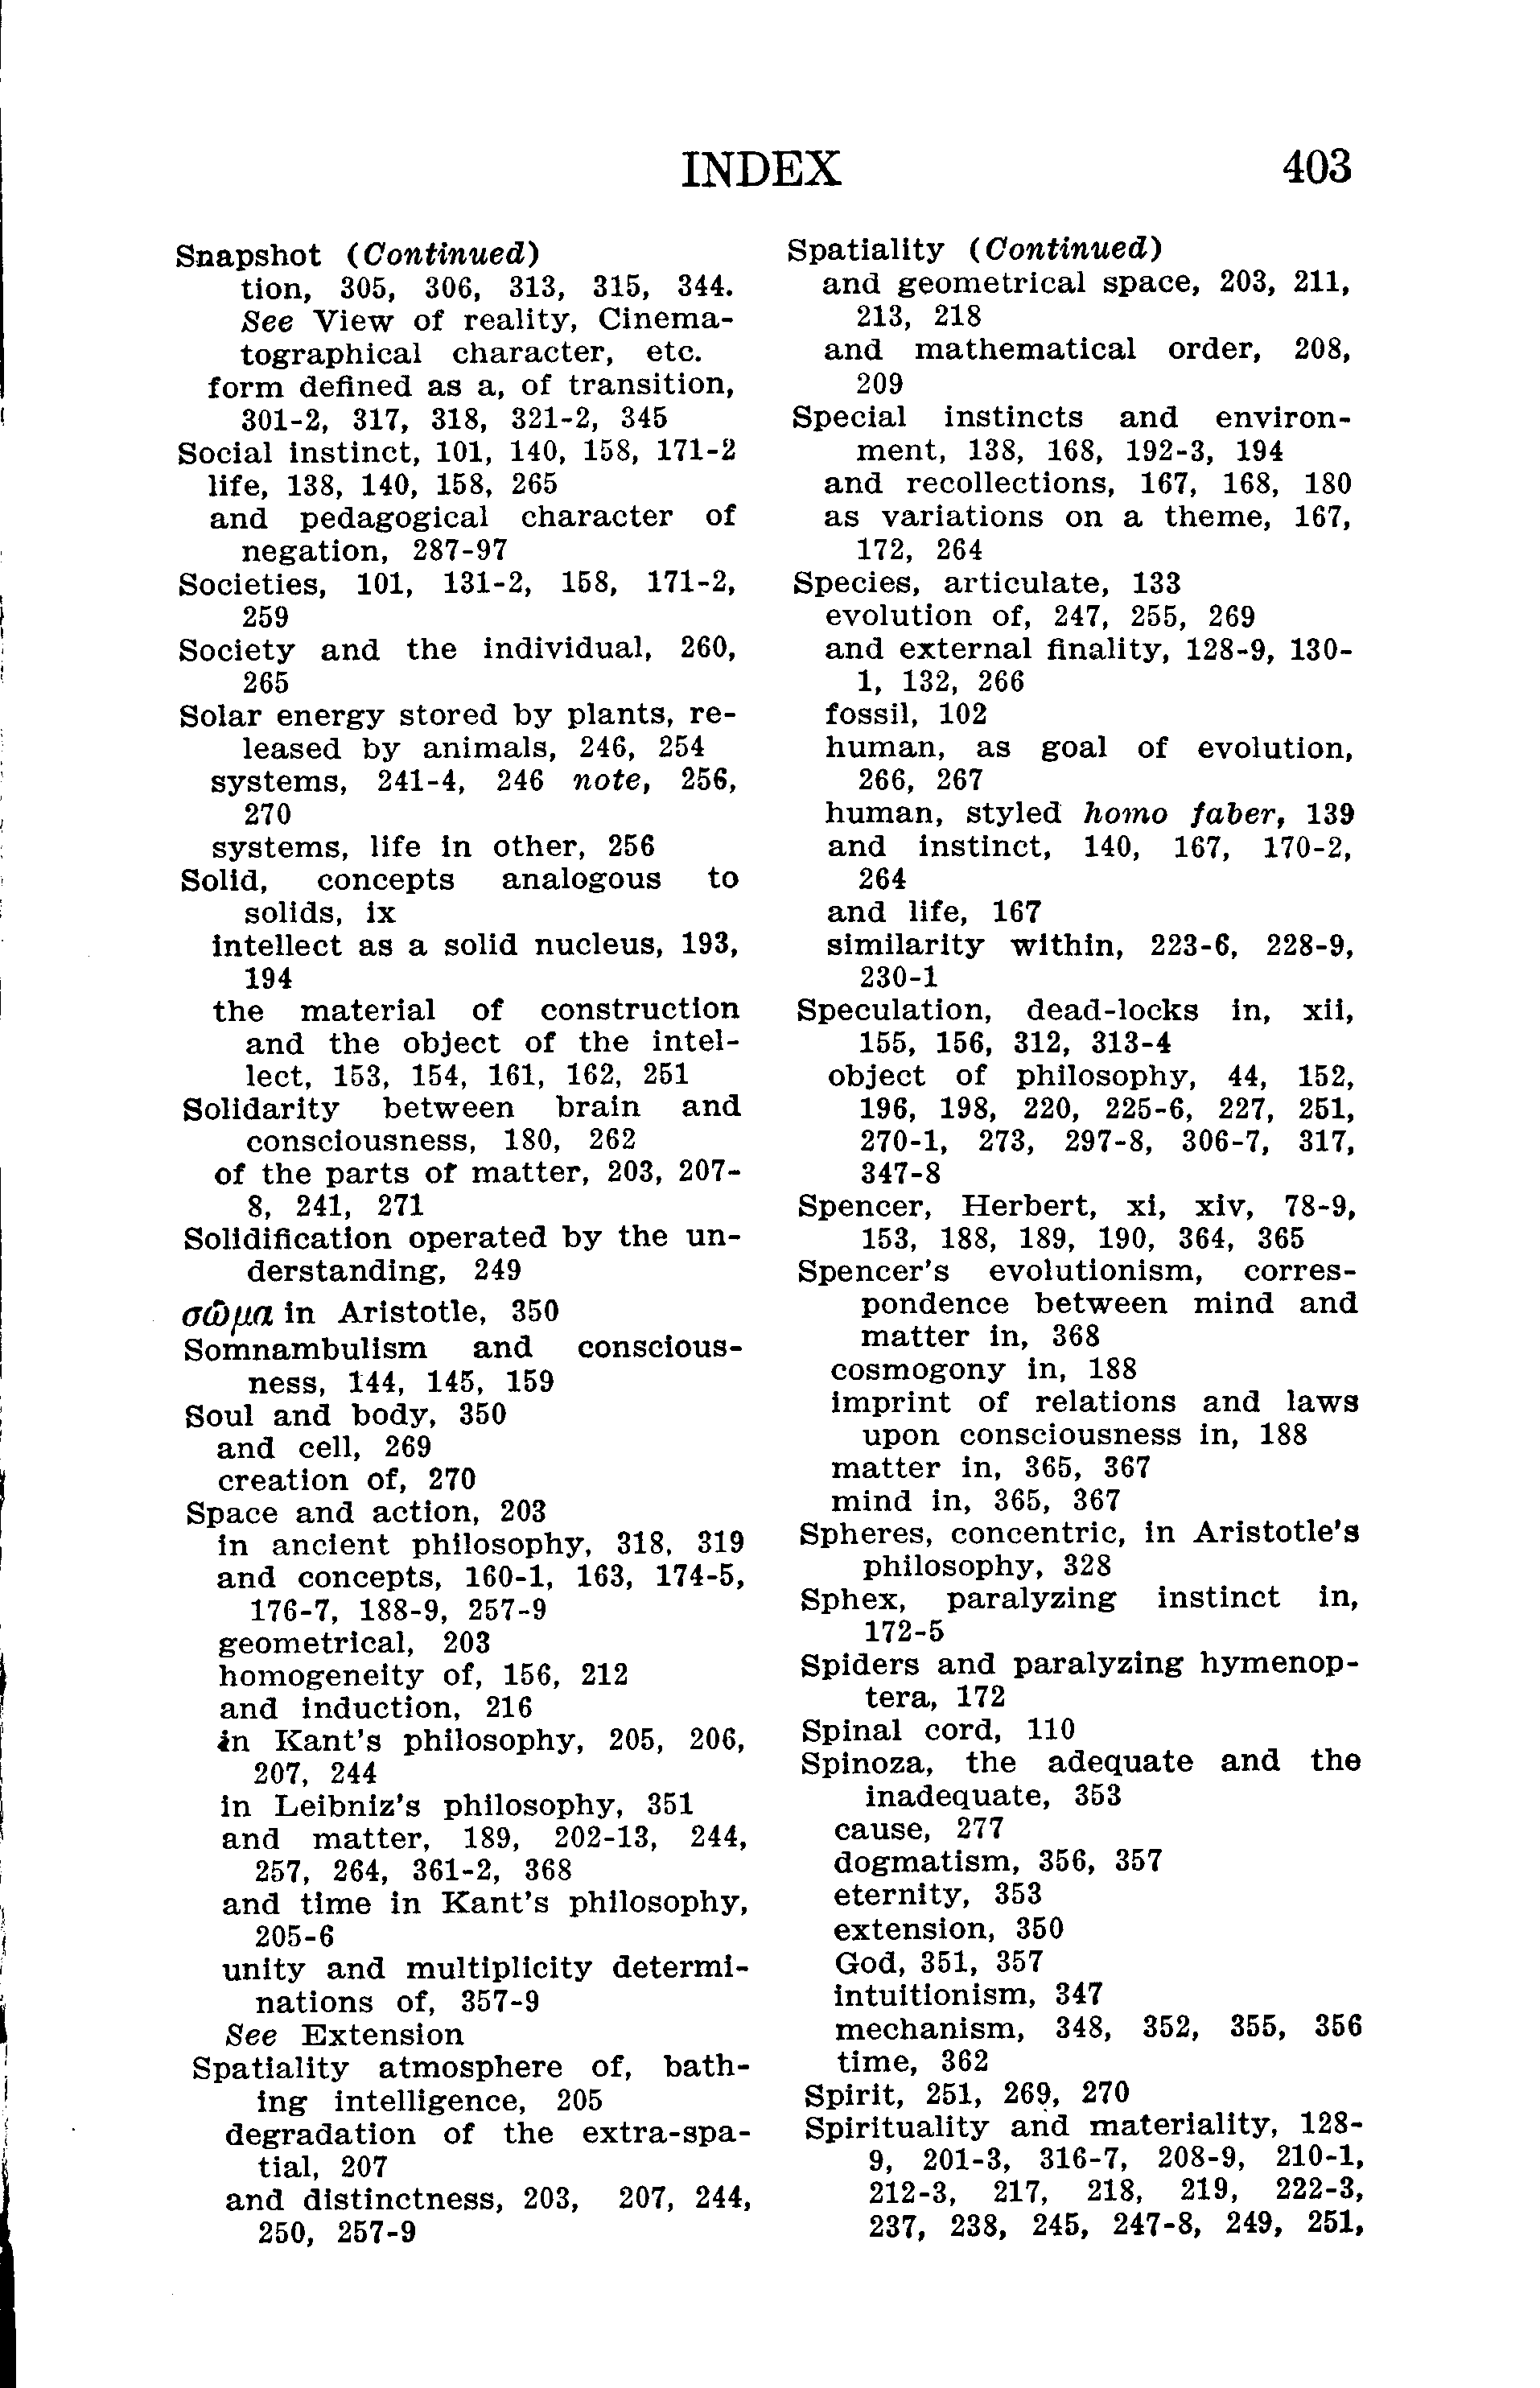 INDEX 403
Snapshot (Continued)
tion, 305, 306, 313, 315, 344.
See View of reality, Cinema-
tographical character, etc.
form defined as a, of transition,
301-2, 317, 318, 321-2, 345
Social instinct, 101, 140, 158, 171-2
life, 138, 140, 158, 265
and pedagogical character of
negation, 287-97
Societies, 101, 131-2, 158, 171-2,
259
Society and the individual, 260,
265
Solar energy stored by plants, re-
leased by animals, 246, 254
systems, 241-4, 246 note, 256,
270
systems, life in other, 256
Solid, concepts analogous to
solids, ix
intellect as a solid nucleus, 193,
194
the material of construction
and the object of the intel-
lect, 153, 154, 161, 162, 251
Solidarity between brain and
consciousness, 180, 262
of the parts of matter, 203, 207-
8, 241, 271
Solidification operated by the un-
derstanding, 249
σῶμα in Aristotle, 350
Somnambulism and conscious-
ness, 144, 145, 159
Soul and body, 350
and cell, 269
creation of, 270
Space and action, 203
in ancient philosophy, 318, 319
and concepts, 160-1, 163, 174-5,
176-7, 188-9, 257-9
geometrical, 203
homogeneity of, 156, 212
and induction, 216
in Kant's philosophy, 205, 206,
207, 244
in Leibniz's philosophy, 351
and matter, 189, 202-13, 244,
257, 264, 361-2, 368
and time in Kant's philosophy,
205-6
unity and multiplicity determi-
nations of, 357-9
See Extension
Spatiality atmosphere of, bath-
ing intelligence, 205
degradation of the extra-spa-
tial, 207
and distinctness, 203, 207, 244,
250, 257-9
Spatiality (Continued)
and geometrical space, 203, 211,
213, 218
and mathematical order, 208,
209
Special instincts and environ-
ment, 138, 168, 192-3, 194
and recollections, 167, 168, 180
as variations on a theme, 167,
172, 264
Species, articulate, 133
evolution of, 247, 255, 269
and external finality, 128-9, 130-
1, 132, 266
fossil, 102
human, as goal of evolution,
266, 267
human, styled homo faber, 139
and instinct, 140, 167, 170-2,
264
and life, 167
similarity within, 223-6, 228-9,
230-1
Speculation, dead-locks in, xii,
155, 156, 312, 313-4
object of philosophy, 44, 152,
196, 198, 220, 225-6, 227, 251,
270-1, 273, 297-8, 306-7, 317,
347-8
Spencer, Herbert, xi, xiv, 78-9,
153, 188, 189, 190, 364, 365
Spencer's evolutionism, corres-
pondence between mind and
matter in, 368
cosmogony in, 188
imprint of relations and laws
upon consciousness in, 188
matter in, 365, 367
mind in, 365, 367
Spheres, concentric, in Aristotle's
philosophy, 328
Sphex, paralyzing instinct in,
172-5
Spiders and paralyzing hymenop-
tera, 172
Spinal cord, 110
Spinoza, the adequate and the
inadequate, 353
cause, 277
dogmatism, 356, 357
eternity, 353
extension, 350
God, 351, 357
intuitionism, 347
mechanism, 348, 352, 355, 356
time, 362
Spirit, 251, 269, 270
Spirituality and materiality, 128-
9, 201-3, 316-7, 208-9, 210-1,
212-3, 217, 218, 219, 222-3,
237, 238, 245, 247-8, 249, 251,